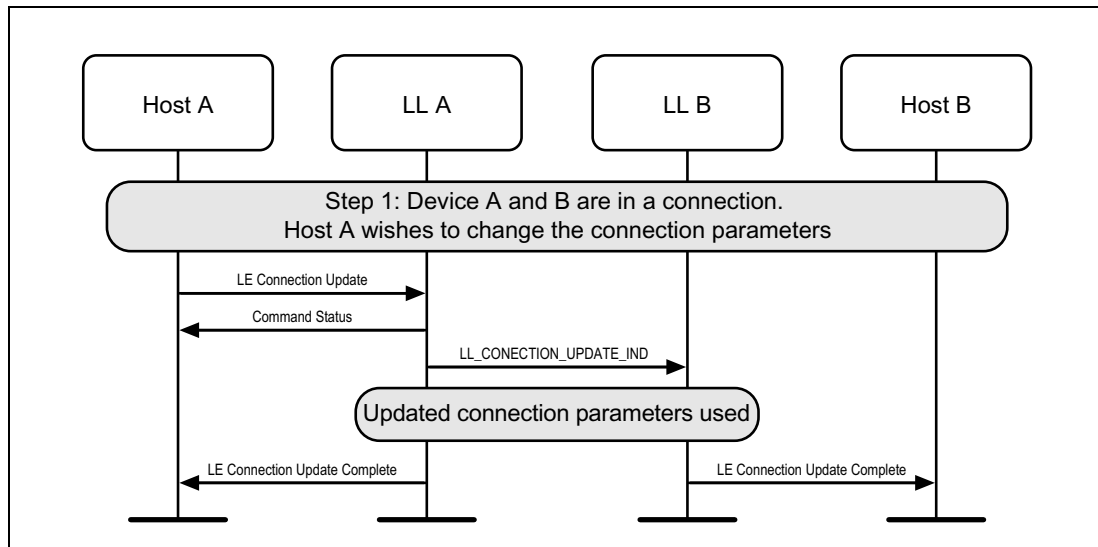 Host A
LL A
LL B
Host B
Step 1: Device A and B are in a connection.
Host A wishes to change the connection parameters
LE Connection Update
Command Status
LL_CONECTION_UPDATE_IND
Updated connection parameters used
LE Connection Update Complete
LE Connection Update Complete